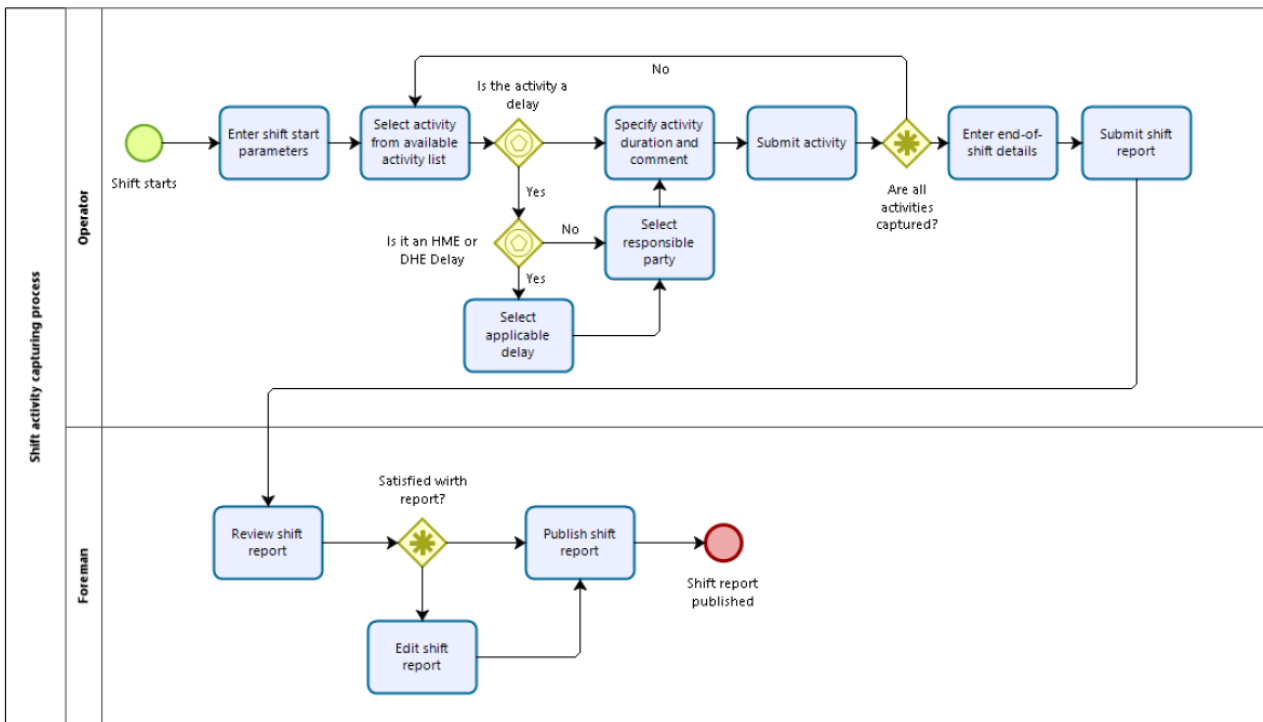 Shift activity capturing process
Operator
Foreman
Shift starts
Enter shift start
parameters
Select activity
from available
activity list
Is the activity a
delay
Yes
Is it an HME or
DHE Delay
No
Yes
Select
applicable
delay
Select
responsible
party
Specify activity
duration and
comment
Submit activity
No
Are all
activities
captured?
Enter end-of-
shift details
Submit shift
report
Review shift
report
Satisfied wirth
report?
Edit shift
report
Publish shift
report
Shift report
published